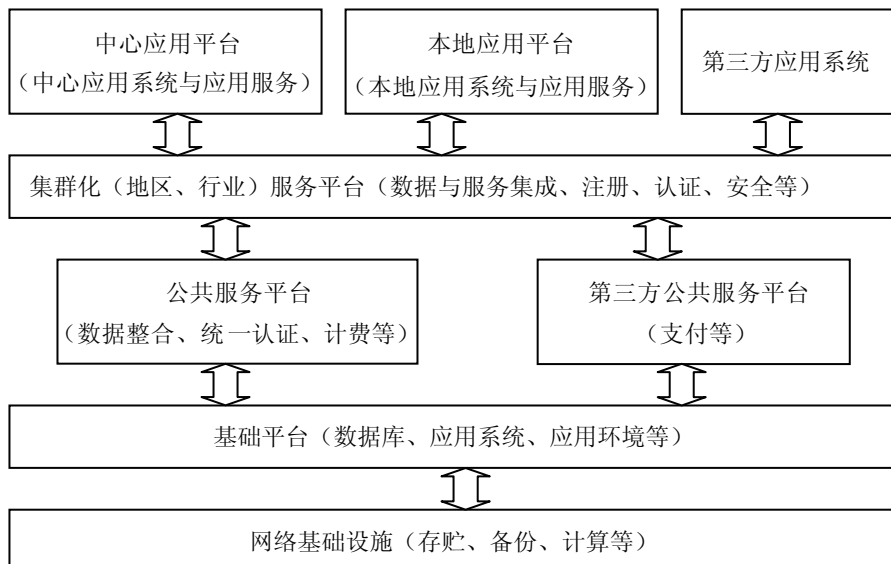 中心应用平台
（中心应用系统与应用服务）
本地应用平台
（本地应用系统与应用服务）
第三方应用系统
集群化（地区、行业）服务平台（数据与服务集成、注册、认证、安全等）
公共服务平台
（数据整合、统一认证、计费等）
第三方公共服务平台
（支付等）
基础平台（数据库、应用系统、应用环境等）
网络基础设施（存贮、备份、计算等）